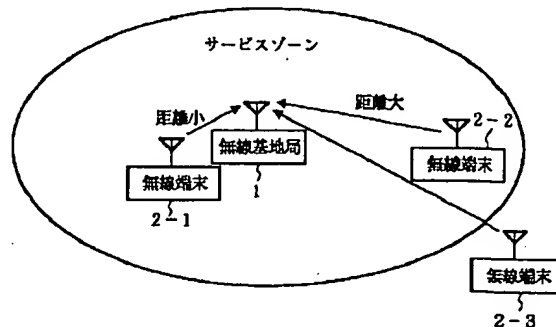 サービスゾーン
距離小
距離大
2-2
無線基地局
無線端末
1
無線端末
2-1
無線端末
2-3